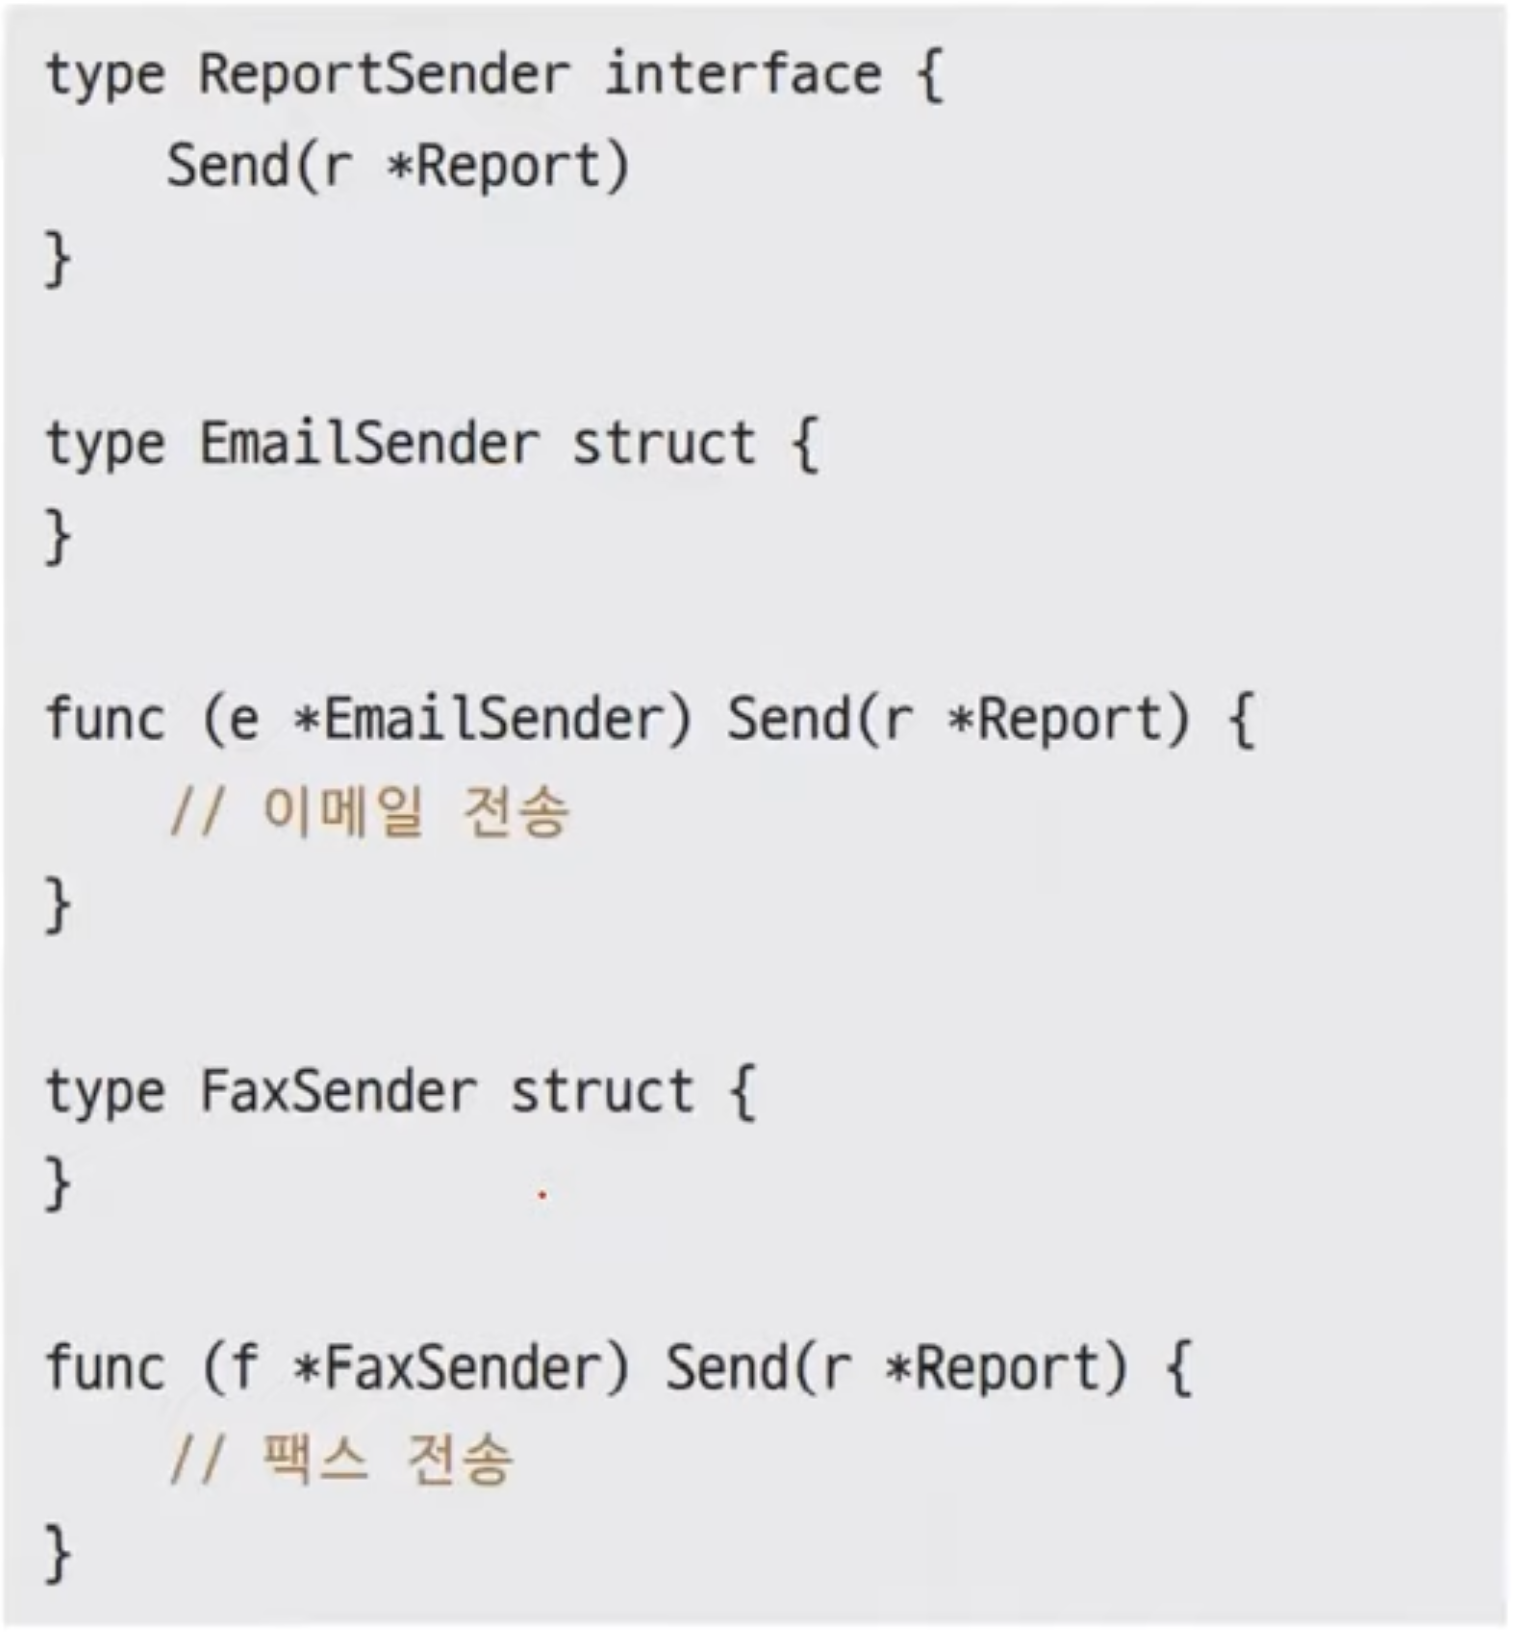 type ReportSender interface {
    Send(r *Report)
}

type EmailSender struct {
}

func (e *EmailSender) Send(r *Report) {
    // 이메일 전송
}

type FaxSender struct {
}

func (f *FaxSender) Send(r *Report) {
    // 팩스 전송
}